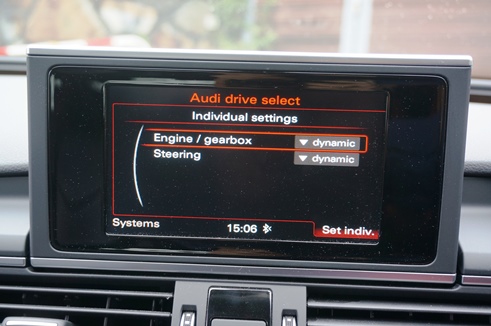 Audi drive select
Individual settings
Engine / gearbox dynamic
Steering dynamic
Systems 15:06 Set indiv.